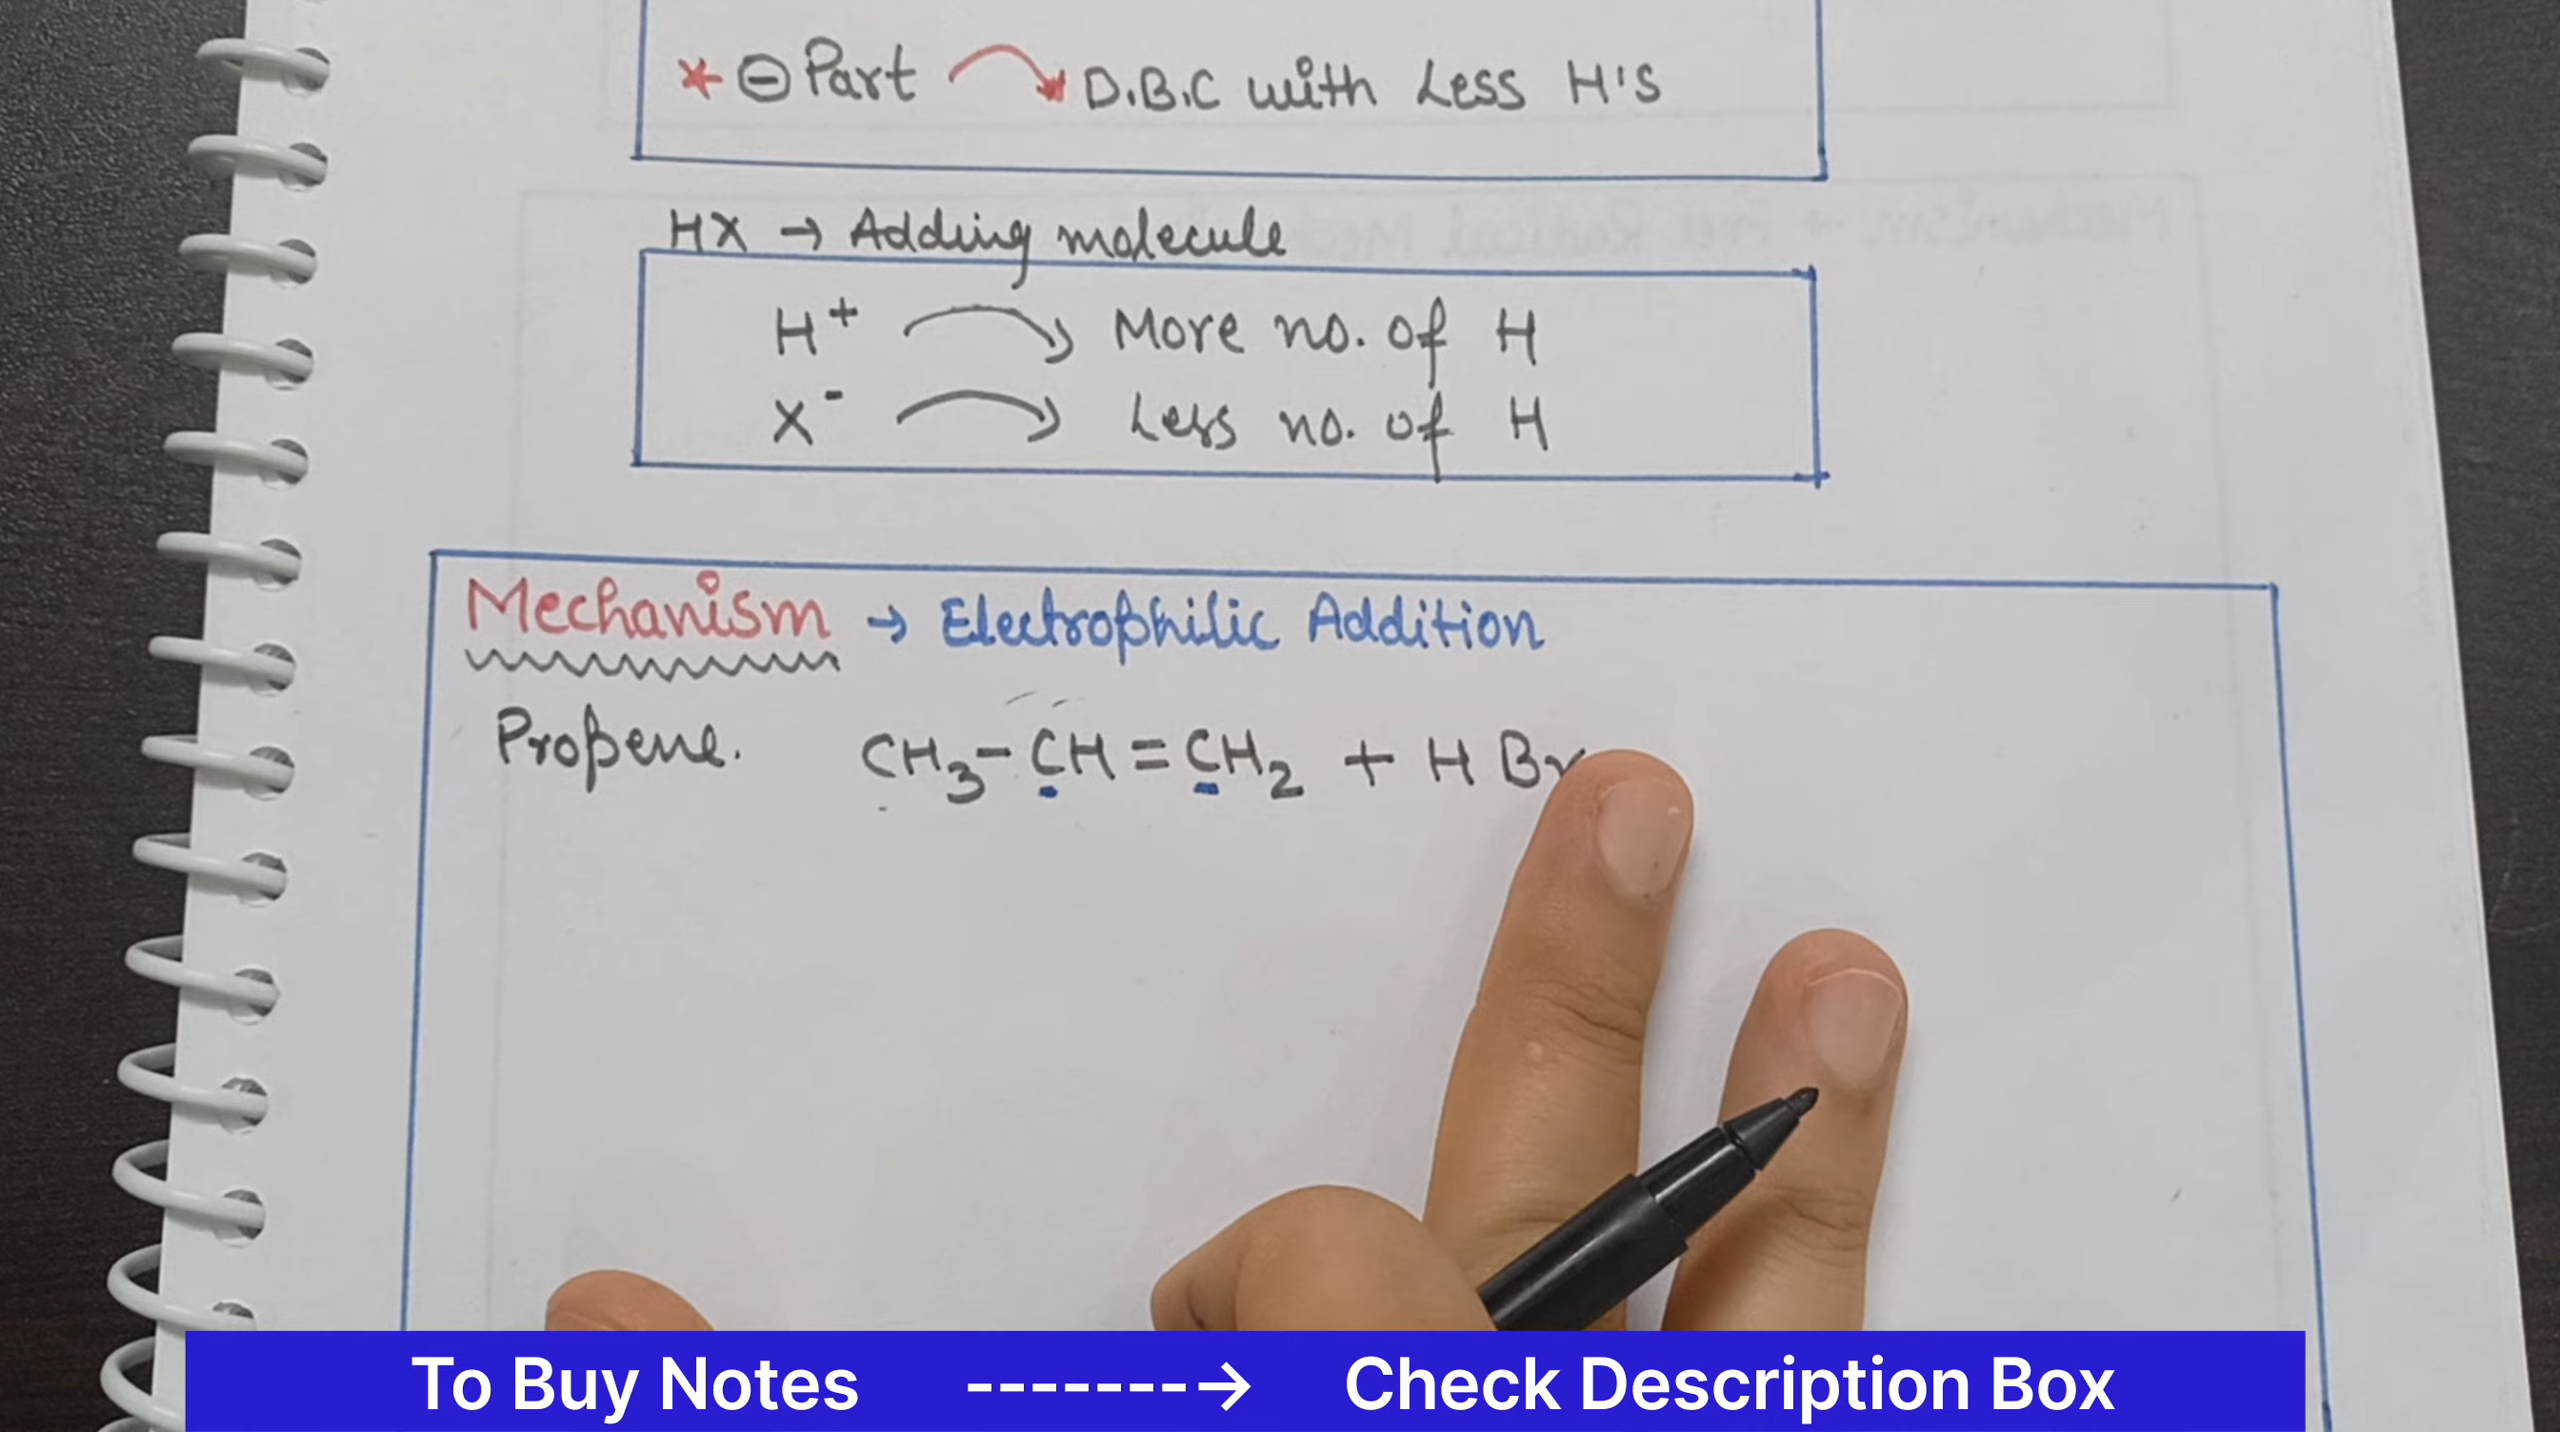 * ⊖ Part → D.B.C with Less H's
HX → Adding molecule
H⁺ → More no. of H
X⁻ → Less no. of H
Mechanism → Electrophilic Addition
Propene. CH₃-CH=CH₂ + H Br
To Buy Notes -------→ Check Description Box